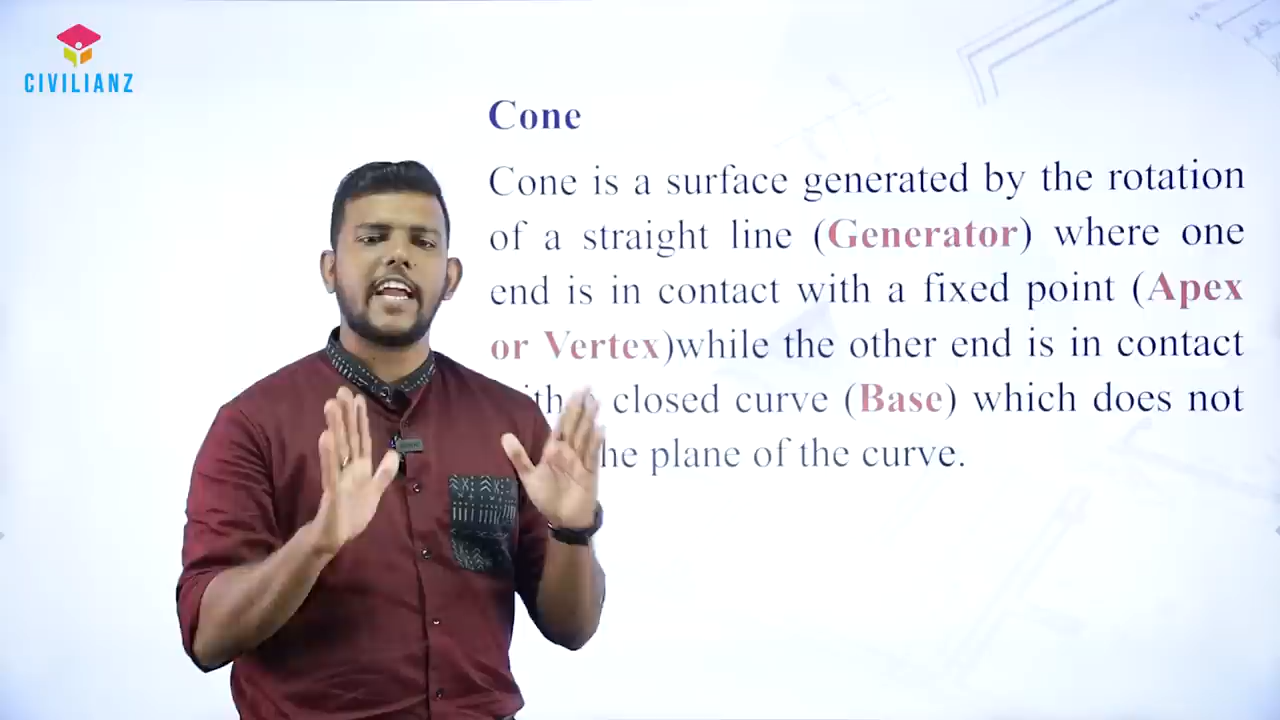 CIVILIANZ
Cone
Cone is a surface generated by the rotation
of a straight line (Generator) where one
end is in contact with a fixed point (Apex
or Vertex)while the other end is in contact
closed curve (Base) which does not
plane of the curve.